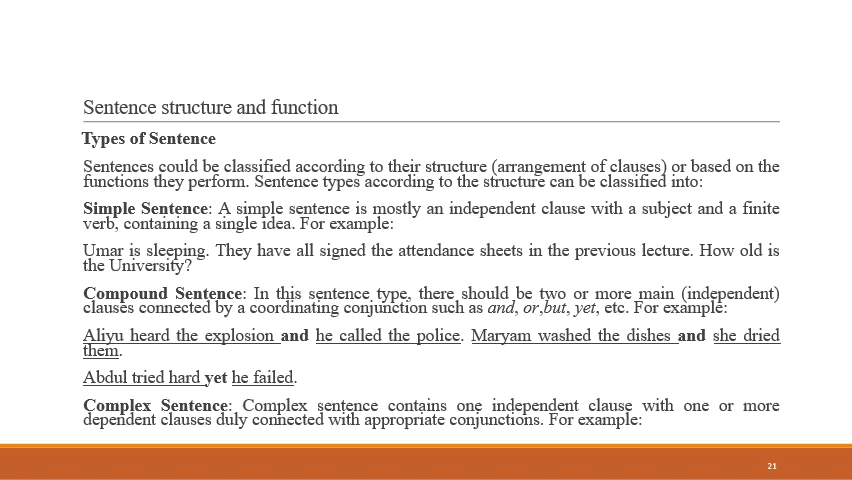 Sentence structure and function
Types of Sentence
Sentences could be classified according to their structure (arrangement of clauses) or based on the
functions they perform. Sentence types according to the structure can be classified into:
Simple Sentence: A simple sentence is mostly an independent clause with a subject and a finite
verb, containing a single idea. For example:
Umar is sleeping. They have all signed the attendance sheets in the previous lecture. How old is
the University?
Compound Sentence: In this sentence type, there should be two or more main (independent)
clauses connected by a coordinating conjunction such as and, or,but, yet, etc. For example:
Aliyu heard the explosion and he called the police. Maryam washed the dishes and she dried
them.
Abdul tried hard yet he failed.
Complex Sentence: Complex sentence contains one independent clause with one or more
dependent clauses duly connected with appropriate conjunctions. For example:
21